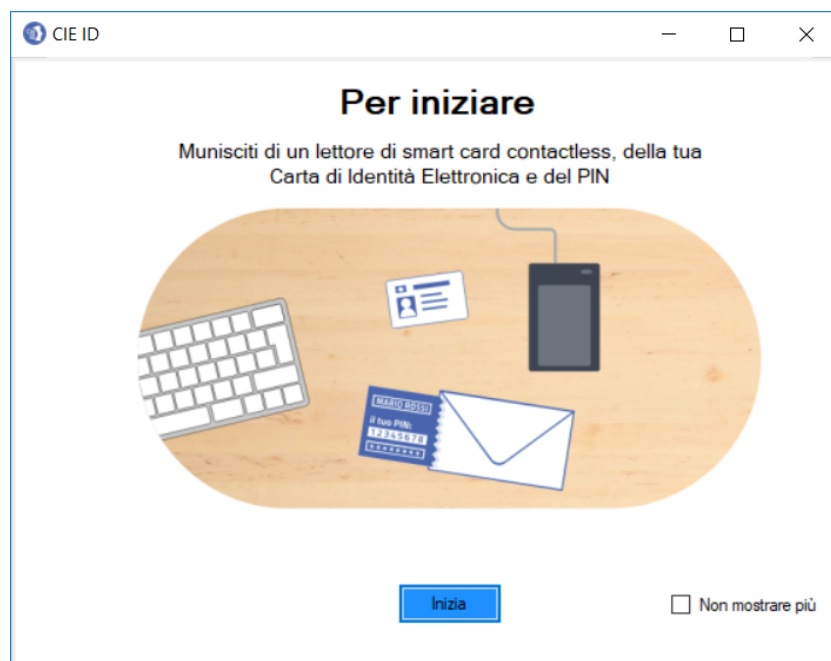 CIE ID
Per iniziare
Munisciti di un lettore di smart card contactless, della tua
Carta di Identità Elettronica e del PIN
MARIO ROSSI
il tuo PIN:
12345678
********
Inizia
Non mostrare più